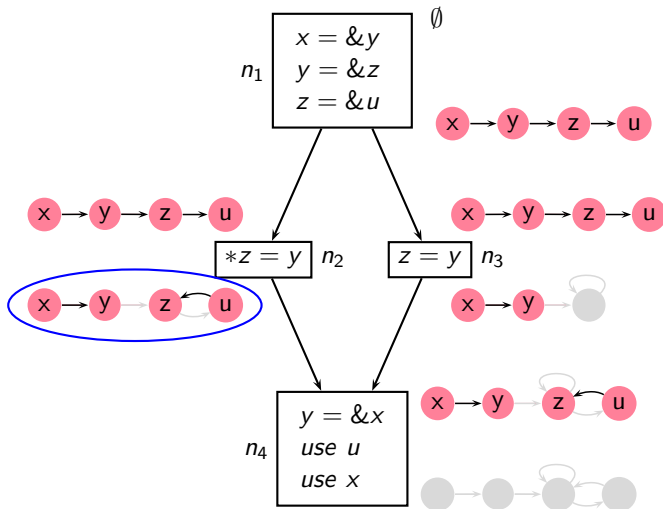 ∅
x = &y
n₁
y = &z
z = &u
x y z u
x y z u
x y z u
*z = y n₂
z = y n₃
x y z u
x y
x y z u
y = &x
n₄
use u
use x